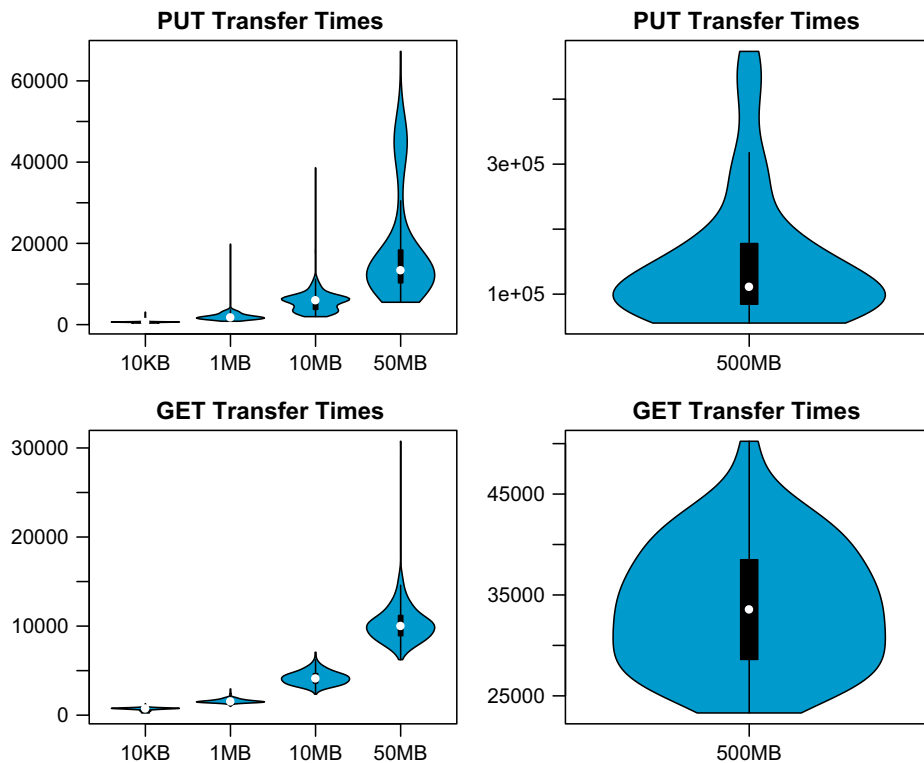 PUT Transfer Times
60000
40000
20000
0
10KB 1MB 10MB 50MB
PUT Transfer Times
3e+05
1e+05
500MB
GET Transfer Times
30000
20000
10000
0
10KB 1MB 10MB 50MB
GET Transfer Times
45000
35000
25000
500MB